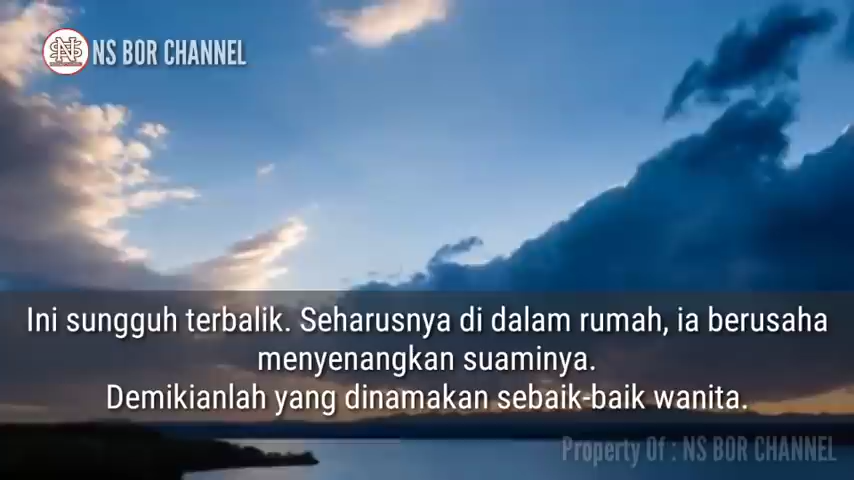 NS BOR CHANNEL
Ini sungguh terbalik. Seharusnya di dalam rumah, ia berusaha
menyenangkan suaminya.
Demikianlah yang dinamakan sebaik-baik wanita.
Property Of : NS BOR CHANNEL